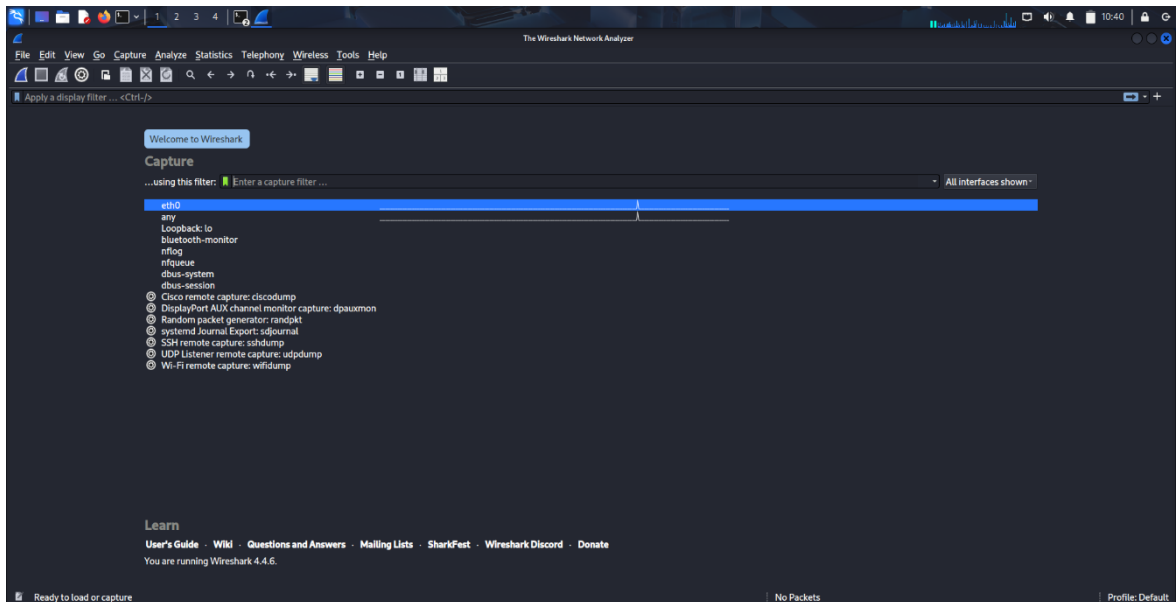 1 2 3 4 10:40
The Wireshark Network Analyzer
File Edit View Go Capture Analyze Statistics Telephony Wireless Tools Help
Apply a display filter ... <Ctrl-/>
Welcome to Wireshark
Capture
...using this filter: Enter a capture filter ... All interfaces shown
eth0
any
Loopback: lo
bluetooth-monitor
nflog
nfqueue
dbus-system
dbus-session
Cisco remote capture: ciscodump
DisplayPort AUX channel monitor capture: dpauxmon
Random packet generator: randpkt
systemd Journal Export: sdjournal
SSH remote capture: sshdump
UDP Listener remote capture: udpdump
Wi-Fi remote capture: wifidump
Learn
User's Guide · Wiki · Questions and Answers · Mailing Lists · SharkFest · Wireshark Discord · Donate
You are running Wireshark 4.4.6.
Ready to load or capture No Packets Profile: Default